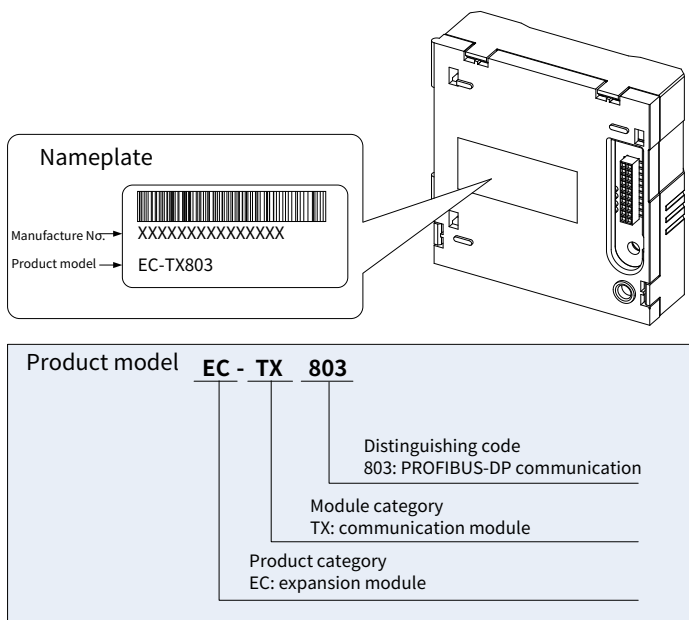 Nameplate
Manufacture No.
XXXXXXXXXXXXXXX
Product model
EC-TX803
Product model EC - TX 803
Distinguishing code
803: PROFIBUS-DP communication
Module category
TX: communication module
Product category
EC: expansion module